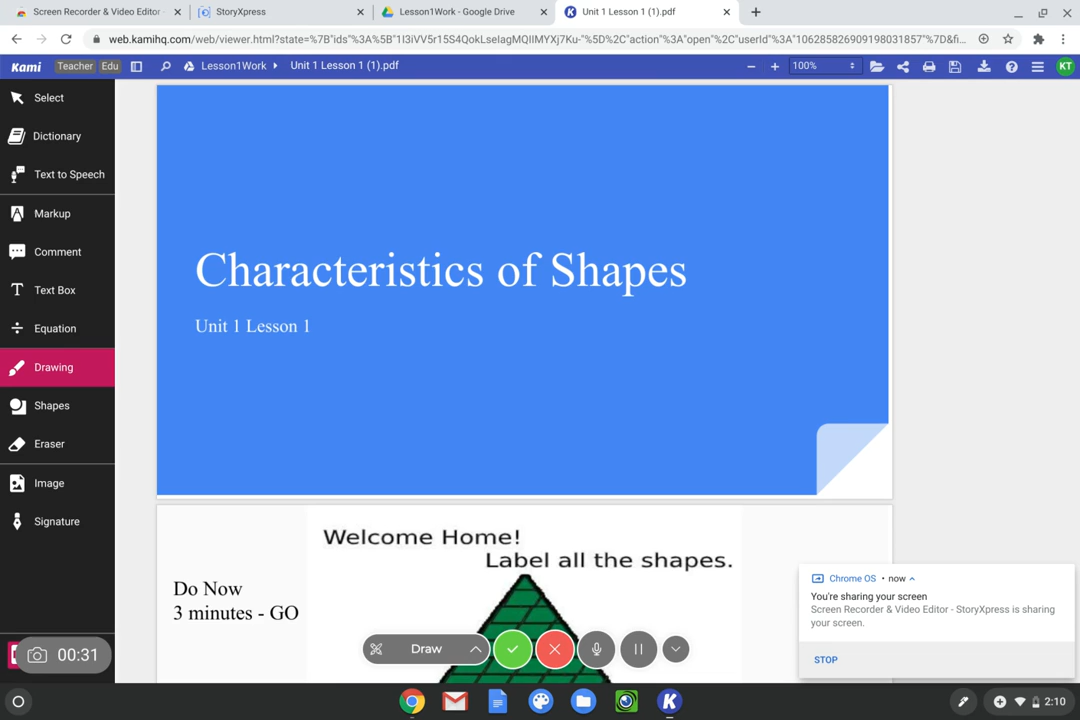 Screen Recorder & Video Editor
StoryXpress
Lesson1Work - Google Drive
Unit 1 Lesson 1 (1).pdf
web.kamihq.com/web/viewer.html?state=%7B"ids"%3A%5B"1I3iVV5r15S4QokLseIagMQIIMYXj7Ku-"%5D%2C"action"%3A"open"%2C"userId"%3A"106285826909198031857"%7D&fi...
Kami
Teacher
Edu
Lesson1Work
Unit 1 Lesson 1 (1).pdf
100%
KT
Select
Dictionary
Text to Speech
Markup
Comment
Text Box
Equation
Drawing
Shapes
Eraser
Image
Signature
Characteristics of Shapes
Unit 1 Lesson 1
Welcome Home!
Label all the shapes.
Do Now
3 minutes - GO
00:31
Draw
Chrome OS • now
You're sharing your screen
Screen Recorder & Video Editor - StoryXpress is sharing
your screen.
STOP
2:10